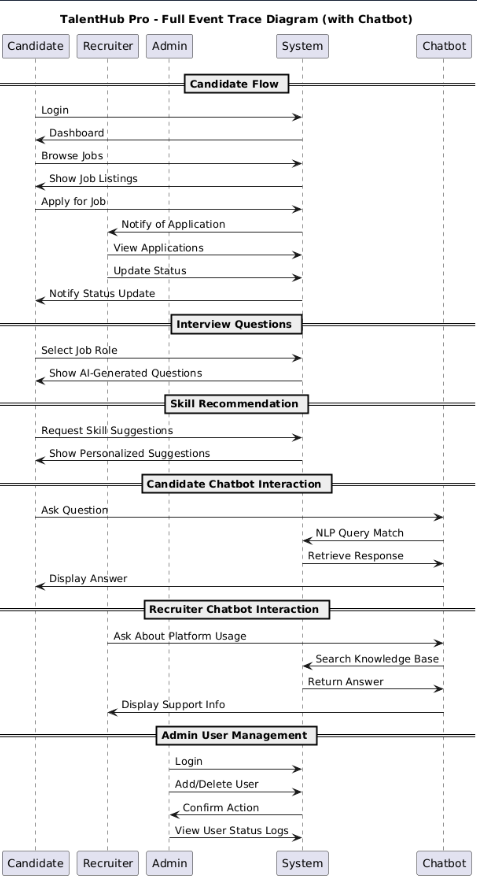 TalentHub Pro - Full Event Trace Diagram (with Chatbot)
Candidate Recruiter Admin System Chatbot
Candidate Flow
Login
Dashboard
Browse Jobs
Show Job Listings
Apply for Job
Notify of Application
View Applications
Update Status
Notify Status Update
Interview Questions
Select Job Role
Show AI-Generated Questions
Skill Recommendation
Request Skill Suggestions
Show Personalized Suggestions
Candidate Chatbot Interaction
Ask Question
NLP Query Match
Retrieve Response
Display Answer
Recruiter Chatbot Interaction
Ask About Platform Usage
Search Knowledge Base
Return Answer
Display Support Info
Admin User Management
Login
Add/Delete User
Confirm Action
View User Status Logs
Candidate Recruiter Admin System Chatbot